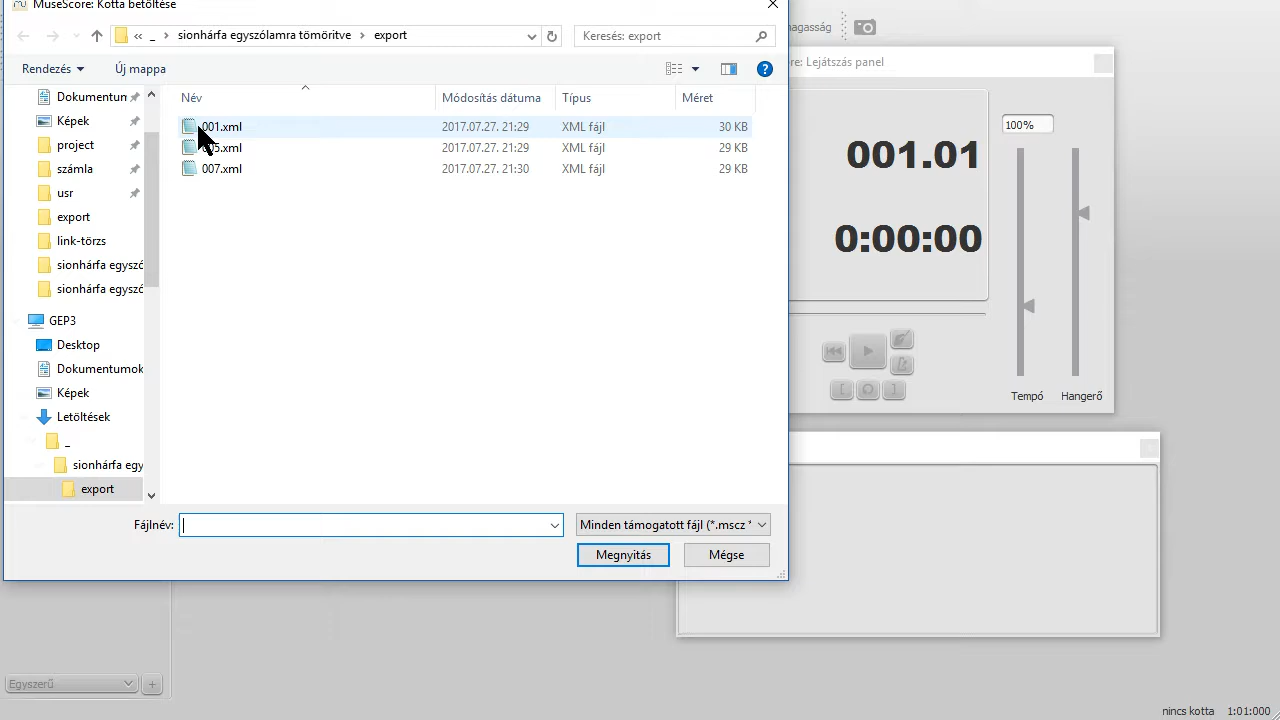 MuseScore: Kotta betöltése
« _ › sionhárfa egyszólamra tömörítve › export
Keresés: export
Rendezés
Új mappa
Név
Módosítás dátuma
Típus
Méret
001.xml 2017.07.27. 21:29 XML fájl 30 KB
.xml 2017.07.27. 21:29 XML fájl 29 KB
007.xml 2017.07.27. 21:30 XML fájl 29 KB
Dokumentun
Képek
project
számla
usr
export
link-törzs
sionhárfa egyszó
sionhárfa egyszó
GEP3
Desktop
Dokumentumok
Képek
Letöltések
_
sionhárfa egy
export
Fájlnév:
Minden támogatott fájl (*.mscz *
Megnyitás
Mégse
magasság
re: Lejátszás panel
100%
001.01
0:00:00
Tempó
Hangerő
Egyszerű
+
nincs kotta 1:01:000